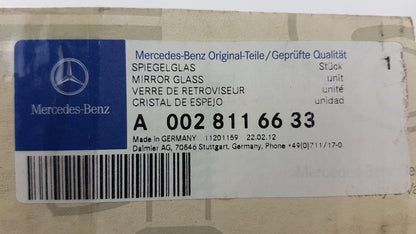 Mercedes-Benz Original-Teile/Geprüfte Qualität
SPIEGELGLAS Stück 1
MIRROR GLASS unit
VERRE DE RETROVISEUR unité
CRISTAL DE ESPEJO unidad
Mercedes-Benz
A 002 811 66 33
Made in GERMANY 11201159 22.02.12
Daimler AG, 70546 Stuttgart, Germany, Phone +49(0)711/17-0
Mercedes-Benz